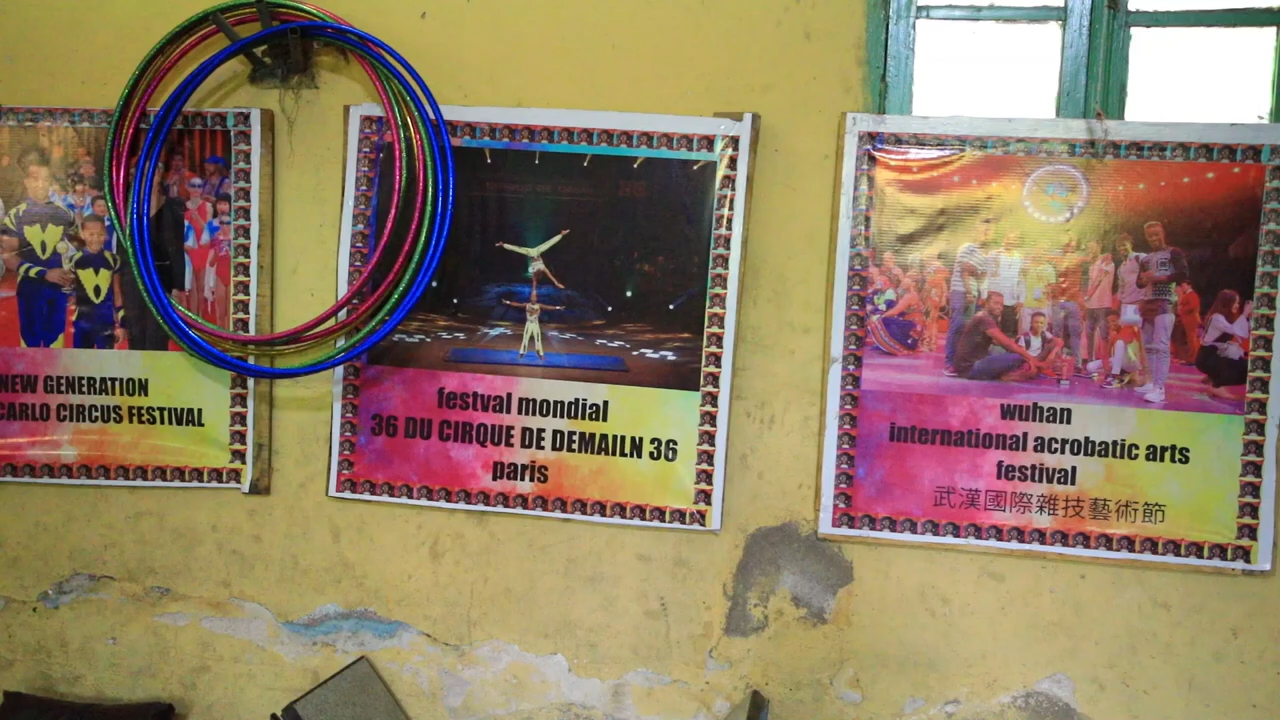 NEW GENERATION
CARLO CIRCUS FESTIVAL
festval mondial
36 DU CIRQUE DE DEMAILN 36
paris
wuhan
international acrobatic arts
festival
武漢國際雜技藝術節